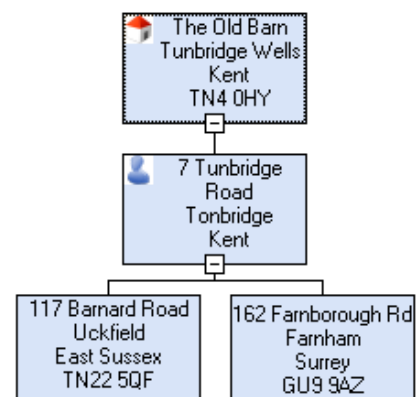 The Old Barn
Tunbridge Wells
Kent
TN4 0HY
7 Tunbridge
Road
Tonbridge
Kent
117 Barnard Road
Uckfield
East Sussex
TN22 5QF
162 Farnborough Rd
Farnham
Surrey
GU9 9AZ